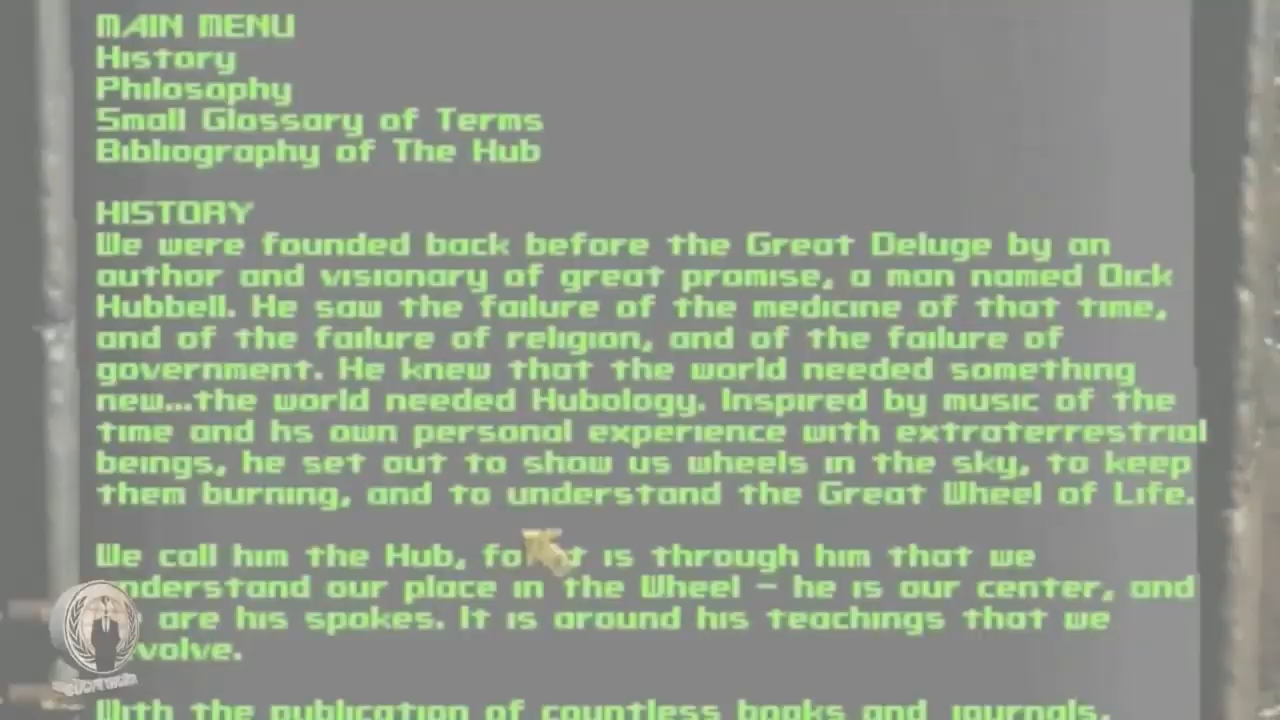 MAIN MENU
History
Philosophy
Small Glossary of Terms
Bibliography of The Hub
HISTORY
We were founded back before the Great Deluge by an
author and visionary of great promise, a man named Dick
Hubbell. He saw the failure of the medicine of that time,
and of the failure of religion, and of the failure of
government. He knew that the world needed something
new...the world needed Hubology. Inspired by music of the
time and hs own personal experience with extraterrestrial
beings, he set out to show us wheels in the sky, to keep
them burning, and to understand the Great Wheel of Life.
We call him the Hub, is through him that we
our place in the Wheel - he is our center, and
are his spokes. It is around his teachings that we
With the publication of countless books and journals,